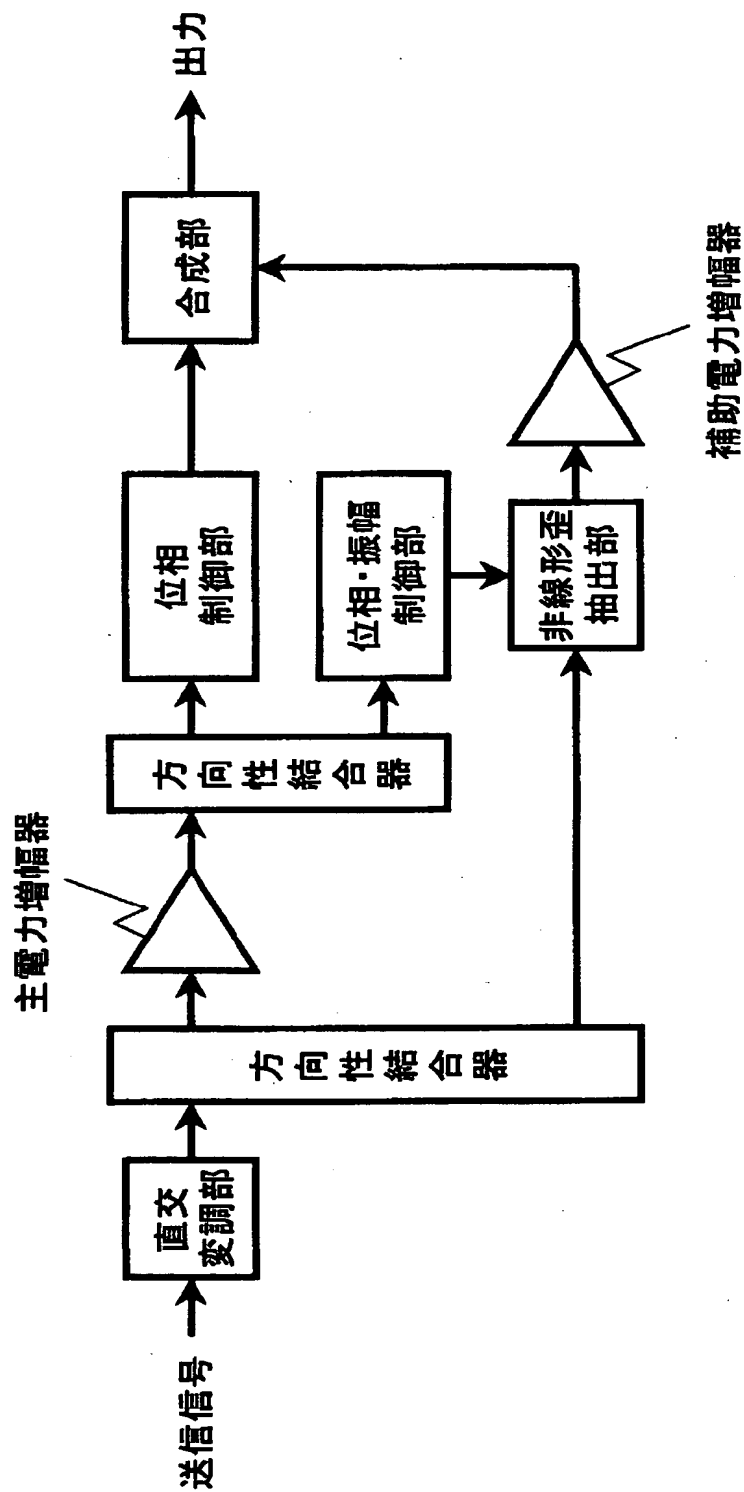 送信信号
直交
変調部
方向性結合器
主電力増幅器
方向性結合器
位相
制御部
位相・振幅
制御部
非線形歪
抽出部
補助電力増幅器
合成部
出力